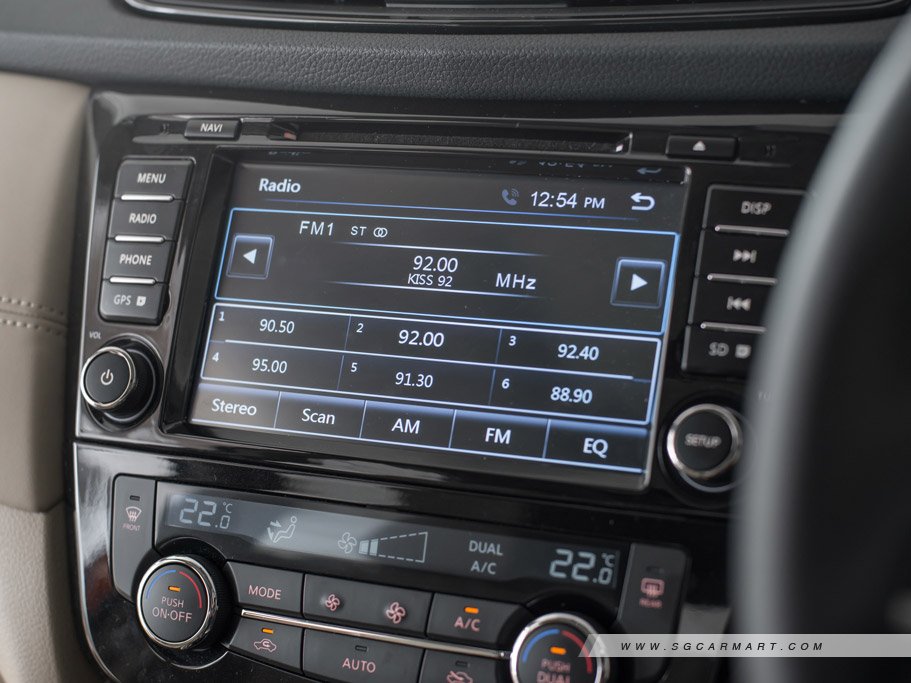 NAVI
MENU
RADIO
PHONE
GPS
VOL
Radio
12:54 PM
FM1 ST
92.00
KISS 92
MHz
1 90.50 2 92.00 3 92.40
4 95.00 5 91.30 6 88.90
Stereo Scan AM FM EQ
DISP
SD
SETUP
FRONT
22.0 °C
DUAL
A/C
22.0 °C
REAR
PUSH
ON·OFF
MODE
A/C
AUTO
PUSH
DUAL
WWW.SGCARMART.COM